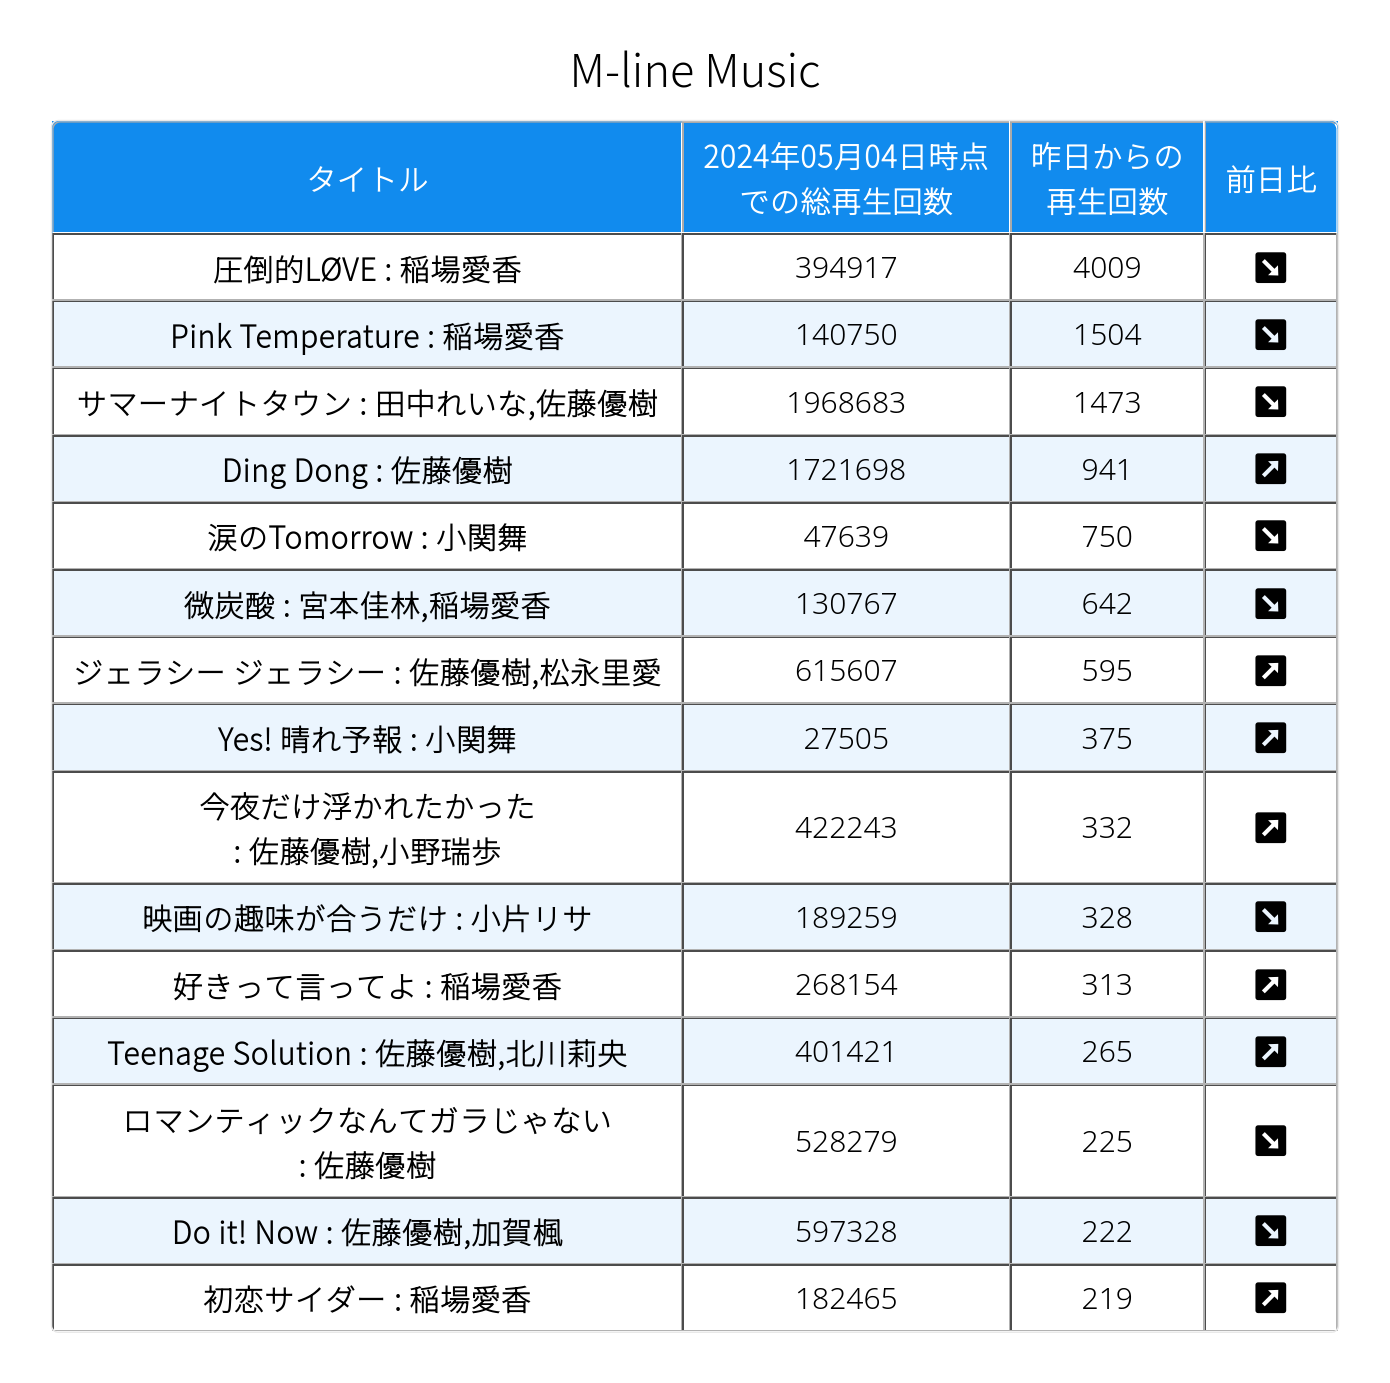 M-line Music
タイトル
2024年05月04日時点
での総再生回数
昨日からの
再生回数
前日比
圧倒的LØVE : 稲場愛香 394917 4009
Pink Temperature : 稲場愛香 140750 1504
サマーナイトタウン : 田中れいな,佐藤優樹 1968683 1473
Ding Dong : 佐藤優樹 1721698 941
涙のTomorrow : 小関舞 47639 750
微炭酸 : 宮本佳林,稲場愛香 130767 642
ジェラシー ジェラシー : 佐藤優樹,松永里愛 615607 595
Yes! 晴れ予報 : 小関舞 27505 375
今夜だけ浮かれたかった
: 佐藤優樹,小野瑞歩 422243 332
映画の趣味が合うだけ : 小片リサ 189259 328
好きって言ってよ : 稲場愛香 268154 313
Teenage Solution : 佐藤優樹,北川莉央 401421 265
ロマンティックなんてガラじゃない
: 佐藤優樹 528279 225
Do it! Now : 佐藤優樹,加賀楓 597328 222
初恋サイダー : 稲場愛香 182465 219